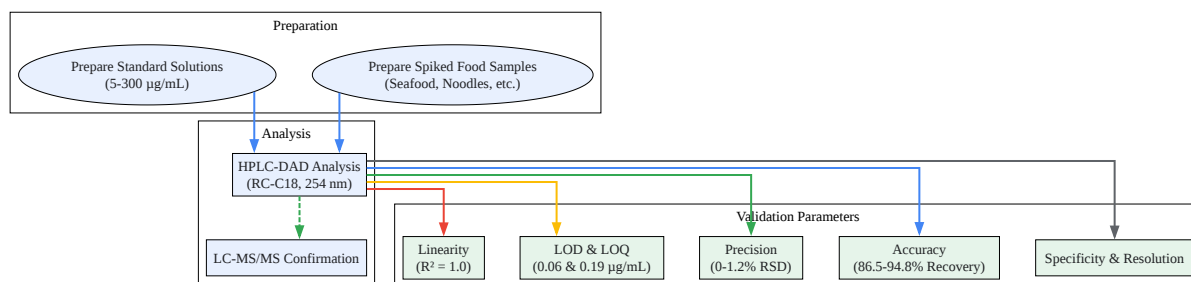 Preparation
Prepare Standard Solutions
(5-300 µg/mL)
Prepare Spiked Food Samples
(Seafood, Noodles, etc.)
Analysis
HPLC-DAD Analysis
(RC-C18, 254 nm)
LC-MS/MS Confirmation
Validation Parameters
Linearity
(R² = 1.0)
LOD & LOQ
(0.06 & 0.19 µg/mL)
Precision
(0-1.2% RSD)
Accuracy
(86.5-94.8% Recovery)
Specificity & Resolution